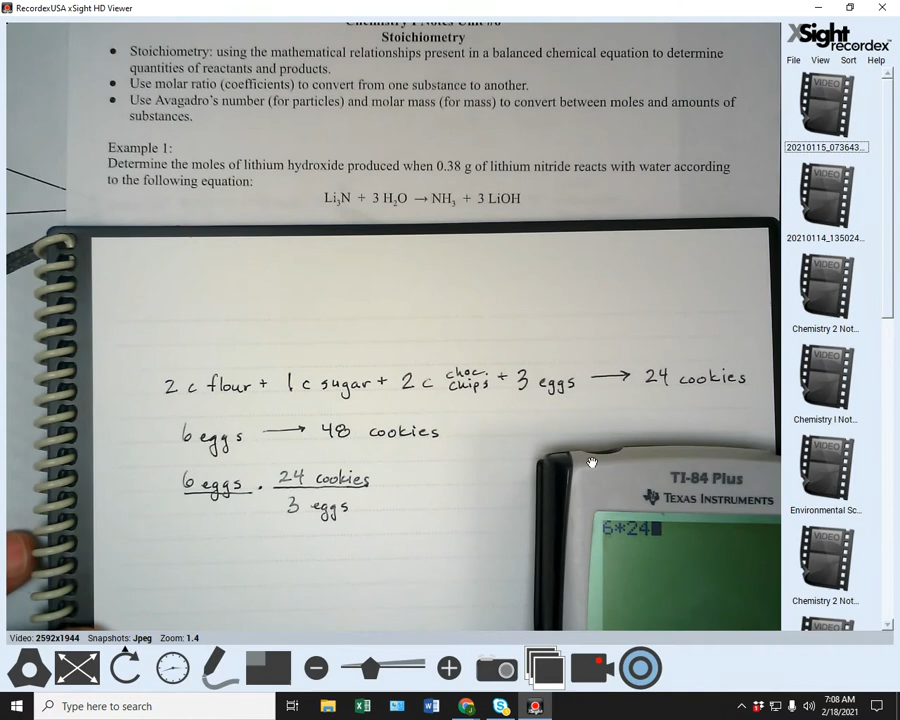 RecordexUSA xSight HD Viewer
Stoichiometry
• Stoichiometry: using the mathematical relationships present in a balanced chemical equation to determine
quantities of reactants and products.
• Use molar ratio (coefficients) to convert from one substance to another.
• Use Avagadro's number (for particles) and molar mass (for mass) to convert between moles and amounts of
substances.
Example 1:
Determine the moles of lithium hydroxide produced when 0.38 g of lithium nitride reacts with water according
to the following equation:
Li₃N + 3 H₂O → NH₃ + 3 LiOH
2 c flour + 1 c sugar + 2 c choc. chips + 3 eggs → 24 cookies
6 eggs → 48 cookies
6 eggs · 24 cookies
3 eggs
TI-84 Plus
TEXAS INSTRUMENTS
6*24
XSight
recordex
File View Sort Help
VIDEO
20210115_073643...
VIDEO
20210114_135024...
VIDEO
Chemistry 2 Not...
VIDEO
Chemistry I Not...
VIDEO
Environmental Sc...
VIDEO
Chemistry 2 Not...
VIDEO
Video: 2592x1944 Snapshots: Jpeg Zoom: 1.4
Type here to search
7:08 AM
2/18/2021